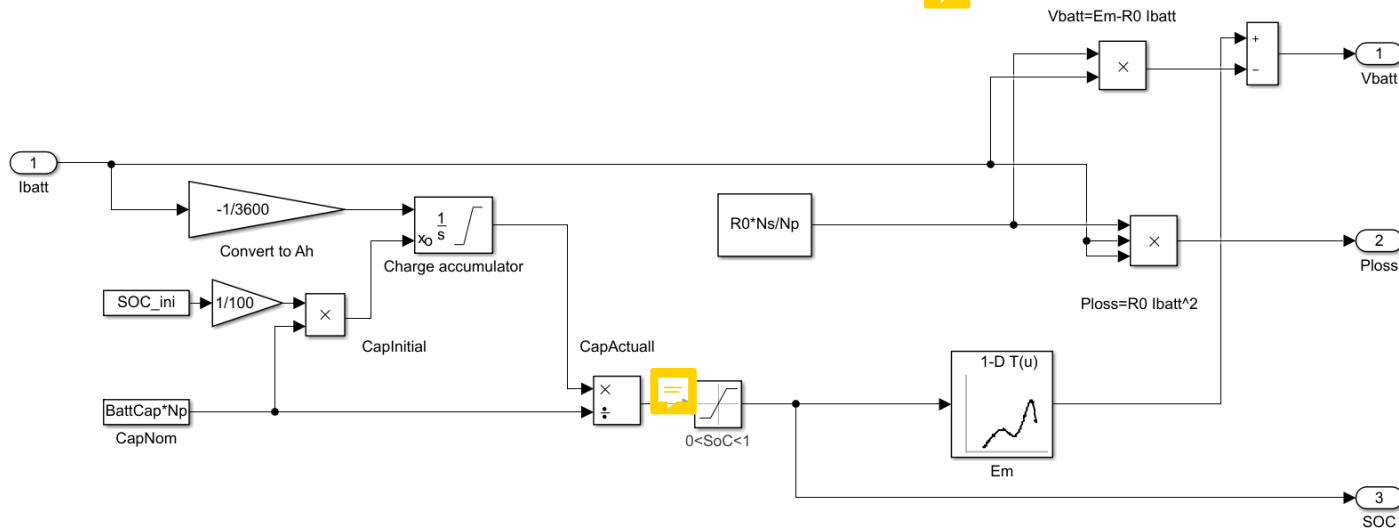 Vbatt=Em-R0 Ibatt
+
−
×
1
Vbatt
1
Ibatt
-1/3600
Convert to Ah
1
s
xo
Charge accumulator
R0*Ns/Np
×
2
Ploss
Ploss=R0 Ibatt^2
SOC_ini
1/100
×
CapInitial
CapActuall
1-D T(u)
Em
BattCap*Np
CapNom
×
÷
0<SoC<1
3
SOC